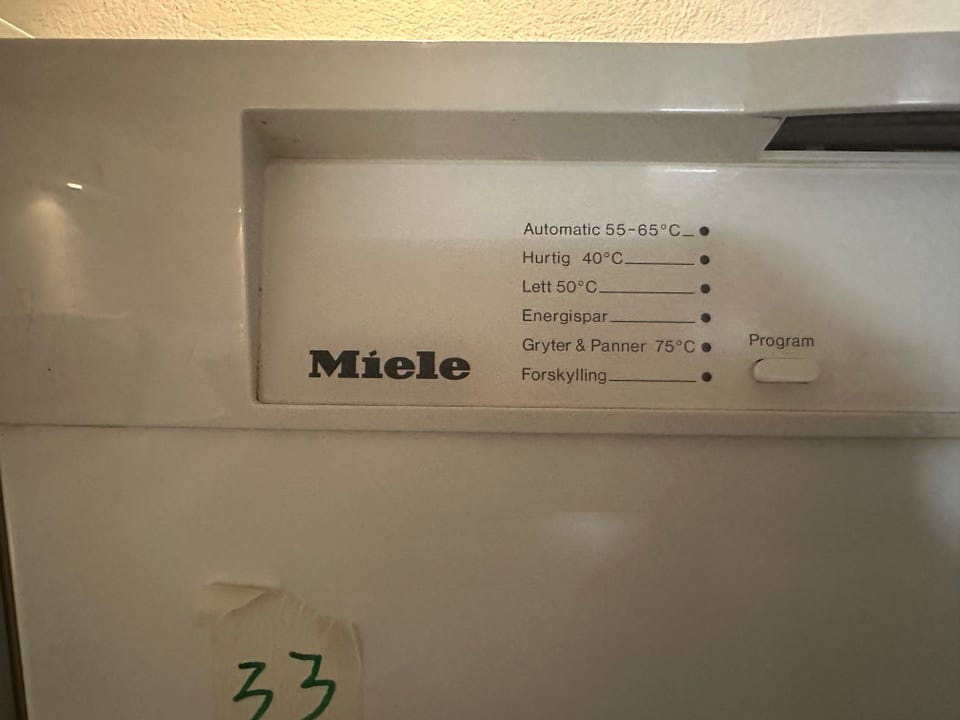 Automatic 55-65°C
Hurtig 40°C
Lett 50°C
Energispar
Gryter & Panner 75°C
Forskylling
Program
Miele
33